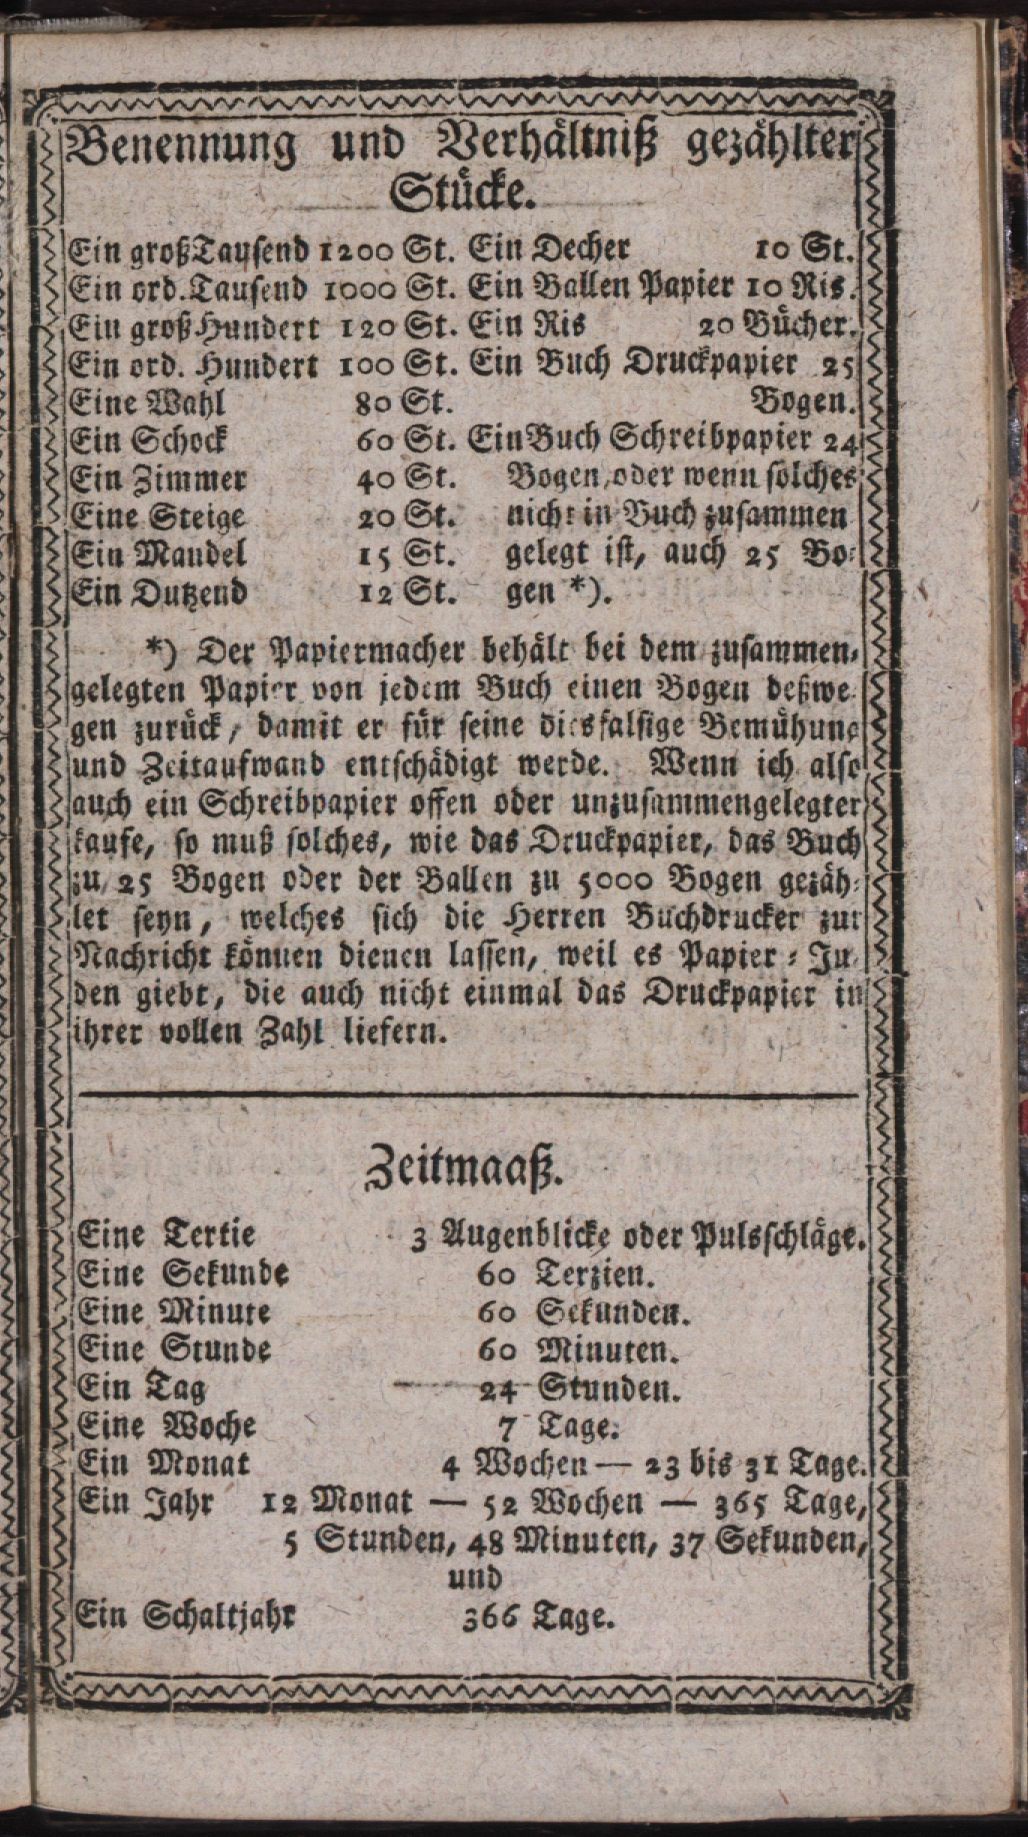 Benennung und Verhältniß gezählter
Stücke.
Ein groß Tausend 1200 St.
Ein ord. Tausend 1000 St.
Ein groß Hundert 120 St.
Ein ord. Hundert 100 St.
Eine Wahl 80 St.
Ein Schock 60 St.
Ein Zimmer 40 St.
Eine Steige 20 St.
Ein Mandel 15 St.
Ein Dutzend 12 St.
Ein Decher 10 St.
Ein Ballen Papier 10 Ris.
Ein Ris 20 Bücher.
Ein Buch Druckpapier 25
Bogen.
Ein Buch Schreibpapier 24
Bogen, oder wenn solches
nicht in Buch zusammen
gelegt ist, auch 25 Bo-
gen *).
*) Der Papiermacher behält bei dem zusammen-
gelegten Papier von jedem Buch einen Bogen deßwe-
gen zurück, damit er für seine diesfalsige Bemühung
und Zeitaufwand entschädigt werde. Wenn ich also
auch ein Schreibpapier offen oder unzusammengelegter
kaufe, so muß solches, wie das Druckpapier, das Buch
zu 25 Bogen oder der Ballen zu 5000 Bogen gezäh-
let seyn, welches sich die Herren Buchdrucker zur
Nachricht können dienen lassen, weil es Papier-Ju-
den giebt, die auch nicht einmal das Druckpapier in
ihrer vollen Zahl liefern.
Zeitmaaß.
Eine Tertie 3 Augenblicke oder Pulsschläge.
Eine Sekunde 60 Terzien.
Eine Minute 60 Sekunden.
Eine Stunde 60 Minuten.
Ein Tag 24 Stunden.
Eine Woche 7 Tage.
Ein Monat 4 Wochen — 23 bis 31 Tage.
Ein Jahr 12 Monat — 52 Wochen — 365 Tage,
5 Stunden, 48 Minuten, 37 Sekunden,
und
Ein Schaltjahr 366 Tage.